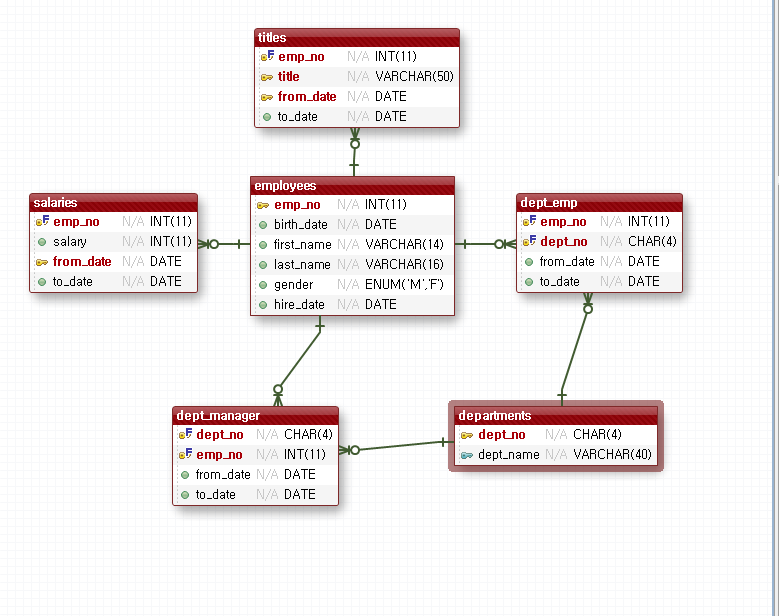 titles
emp_no N/A INT(11)
title N/A VARCHAR(50)
from_date N/A DATE
to_date N/A DATE
employees
emp_no N/A INT(11)
birth_date N/A DATE
first_name N/A VARCHAR(14)
last_name N/A VARCHAR(16)
gender N/A ENUM('M','F')
hire_date N/A DATE
salaries
emp_no N/A INT(11)
salary N/A INT(11)
from_date N/A DATE
to_date N/A DATE
dept_emp
emp_no N/A INT(11)
dept_no N/A CHAR(4)
from_date N/A DATE
to_date N/A DATE
dept_manager
dept_no N/A CHAR(4)
emp_no N/A INT(11)
from_date N/A DATE
to_date N/A DATE
departments
dept_no N/A CHAR(4)
dept_name N/A VARCHAR(40)